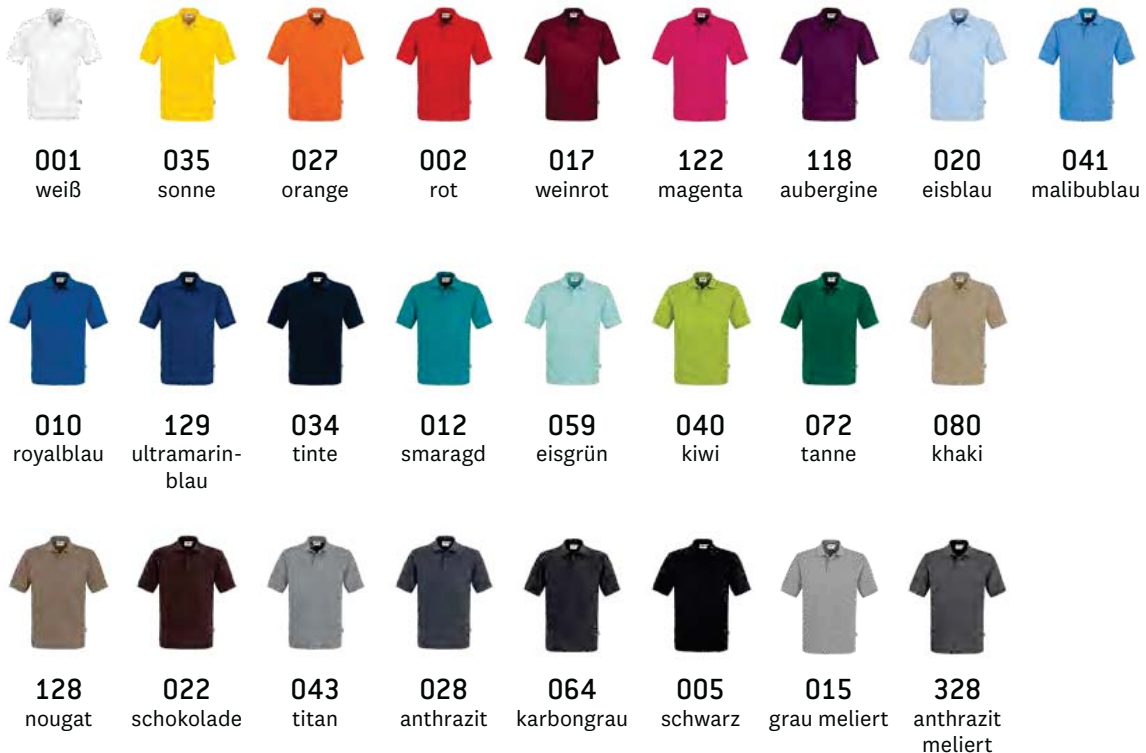 001 035 027 002 017 122 118 020 041
weiß sonne orange rot weinrot magenta aubergine eisblau malibublau
010 129 034 012 059 040 072 080
royalblau ultramarin- tinte smaragd eisgrün kiwi tanne khaki
blau
128 022 043 028 064 005 015 328
nougat schokolade titan anthrazit karbongrau schwarz grau meliert anthrazit
meliert